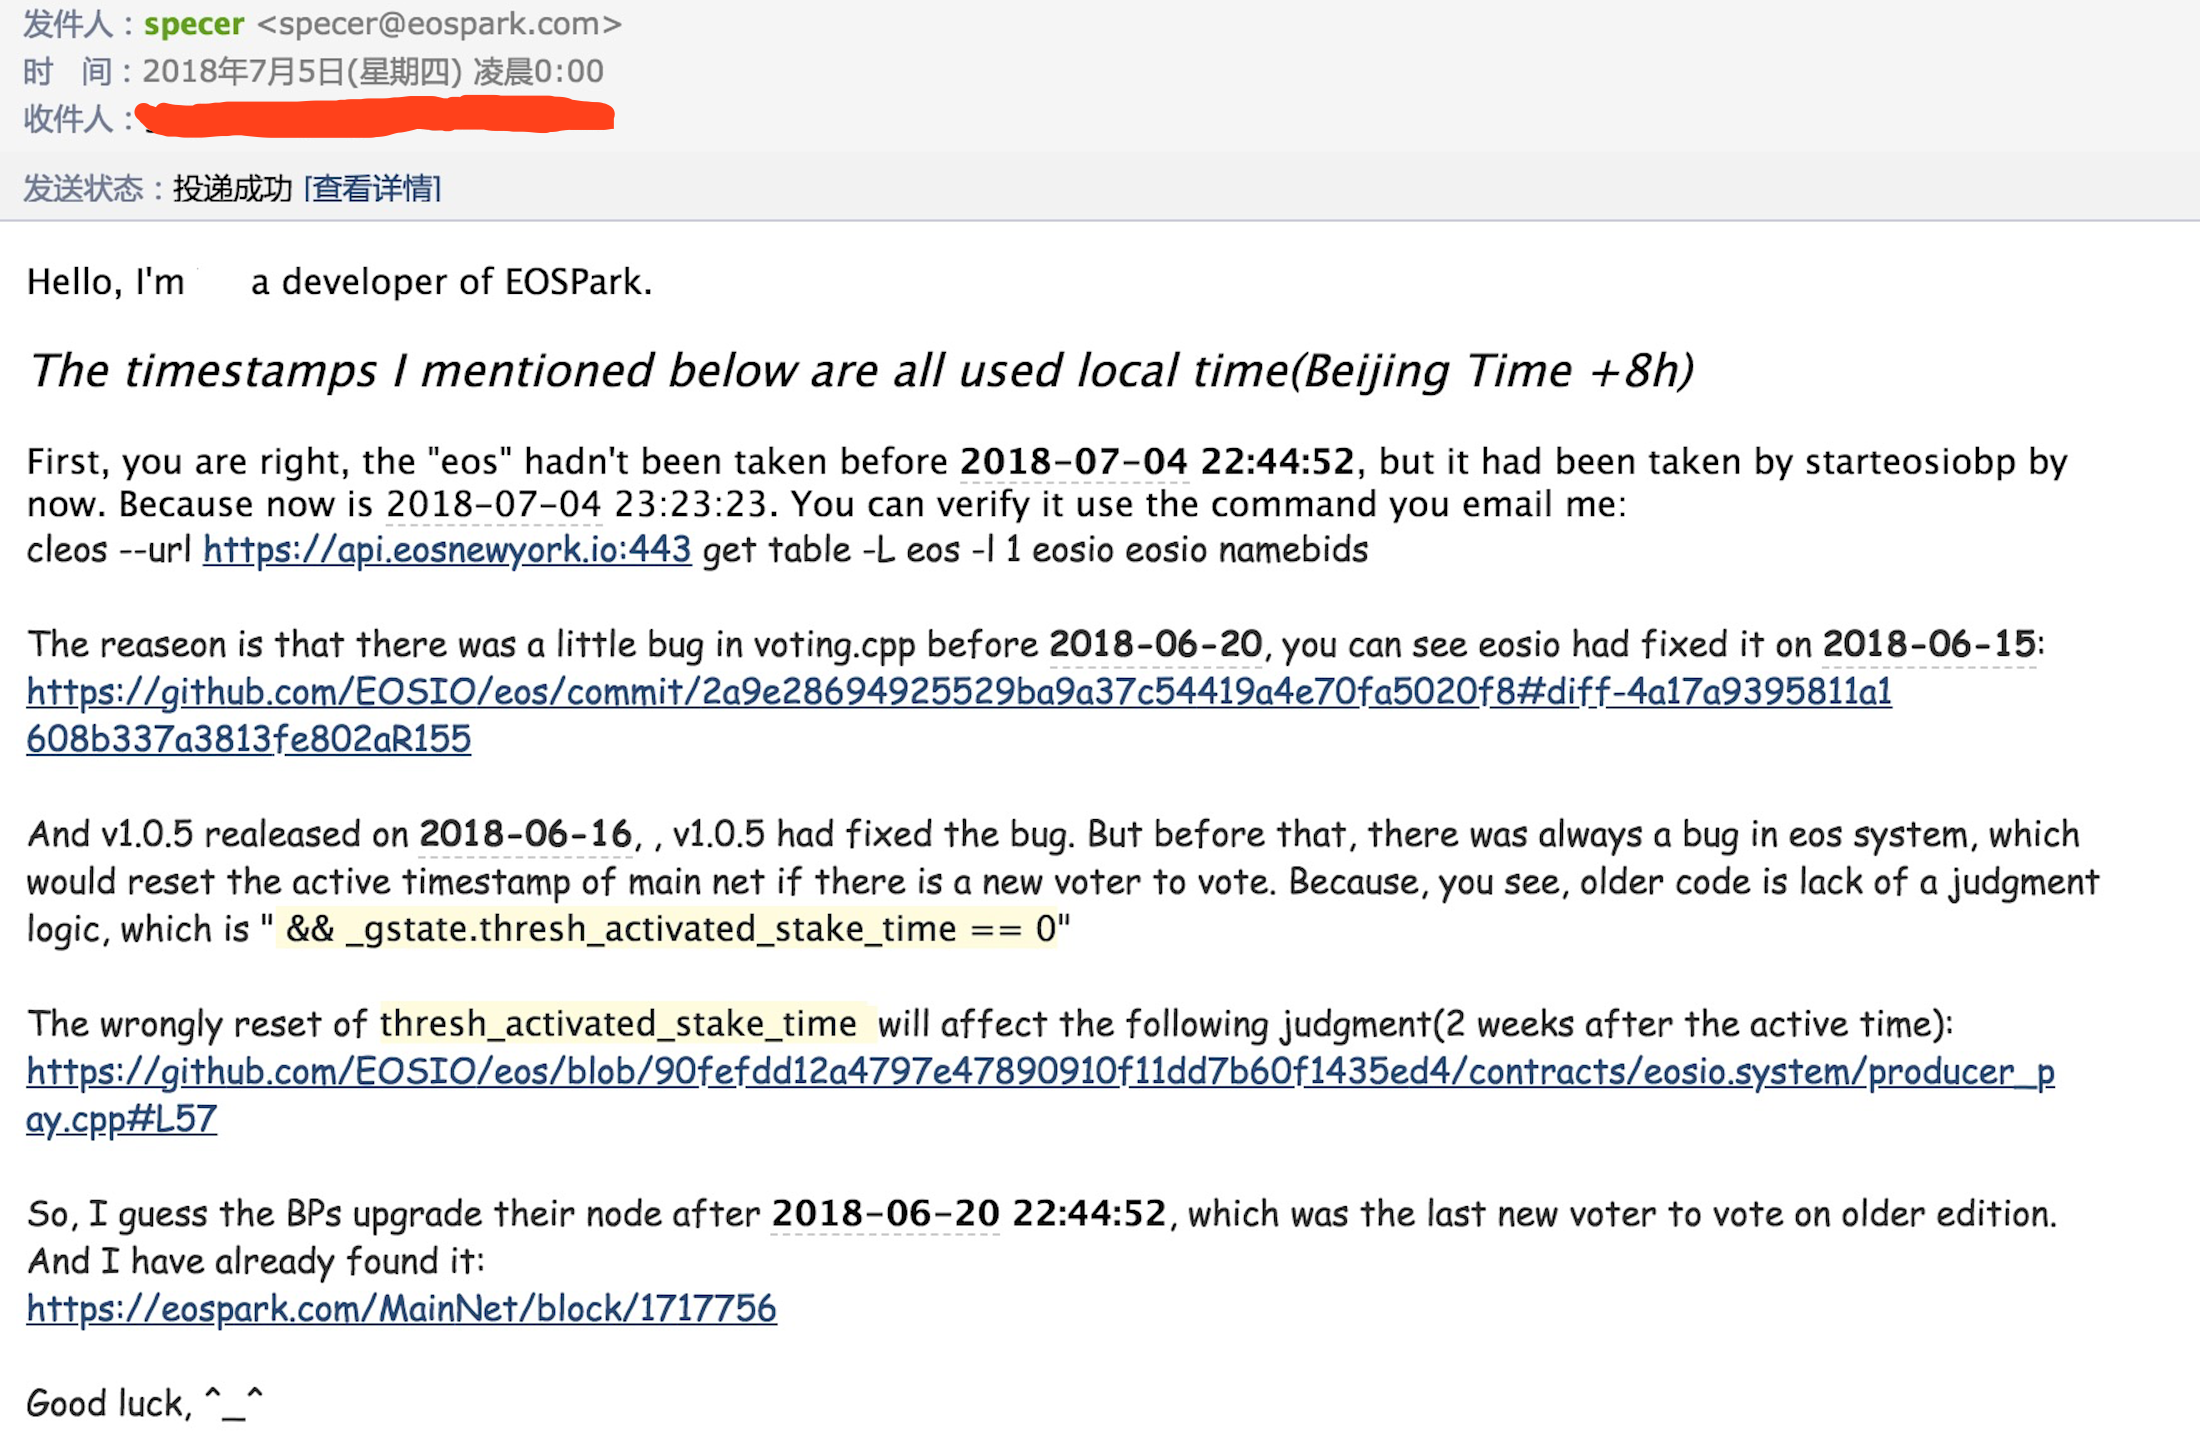 发件人：specer <specer@eospark.com>
时 间：2018年7月5日(星期四) 凌晨0:00
收件人：
发送状态：投递成功 [查看详情]
Hello, I'm a developer of EOSPark.
The timestamps I mentioned below are all used local time(Beijing Time +8h)
First, you are right, the "eos" hadn't been taken before 2018-07-04 22:44:52, but it had been taken by starteosiobp by
now. Because now is 2018-07-04 23:23:23. You can verify it use the command you email me:
cleos --url https://api.eosnewyork.io:443 get table -L eos -l 1 eosio eosio namebids
The reaseon is that there was a little bug in voting.cpp before 2018-06-20, you can see eosio had fixed it on 2018-06-15:
https://github.com/EOSIO/eos/commit/2a9e28694925529ba9a37c54419a4e70fa5020f8#diff-4a17a9395811a1
608b337a3813fe802aR155
And v1.0.5 realeased on 2018-06-16, , v1.0.5 had fixed the bug. But before that, there was always a bug in eos system, which
would reset the active timestamp of main net if there is a new voter to vote. Because, you see, older code is lack of a judgment
logic, which is " && _gstate.thresh_activated_stake_time == 0"
The wrongly reset of thresh_activated_stake_time will affect the following judgment(2 weeks after the active time):
https://github.com/EOSIO/eos/blob/90fefdd12a4797e47890910f11dd7b60f1435ed4/contracts/eosio.system/producer_p
ay.cpp#L57
So, I guess the BPs upgrade their node after 2018-06-20 22:44:52, which was the last new voter to vote on older edition.
And I have already found it:
https://eospark.com/MainNet/block/1717756
Good luck, ^_^